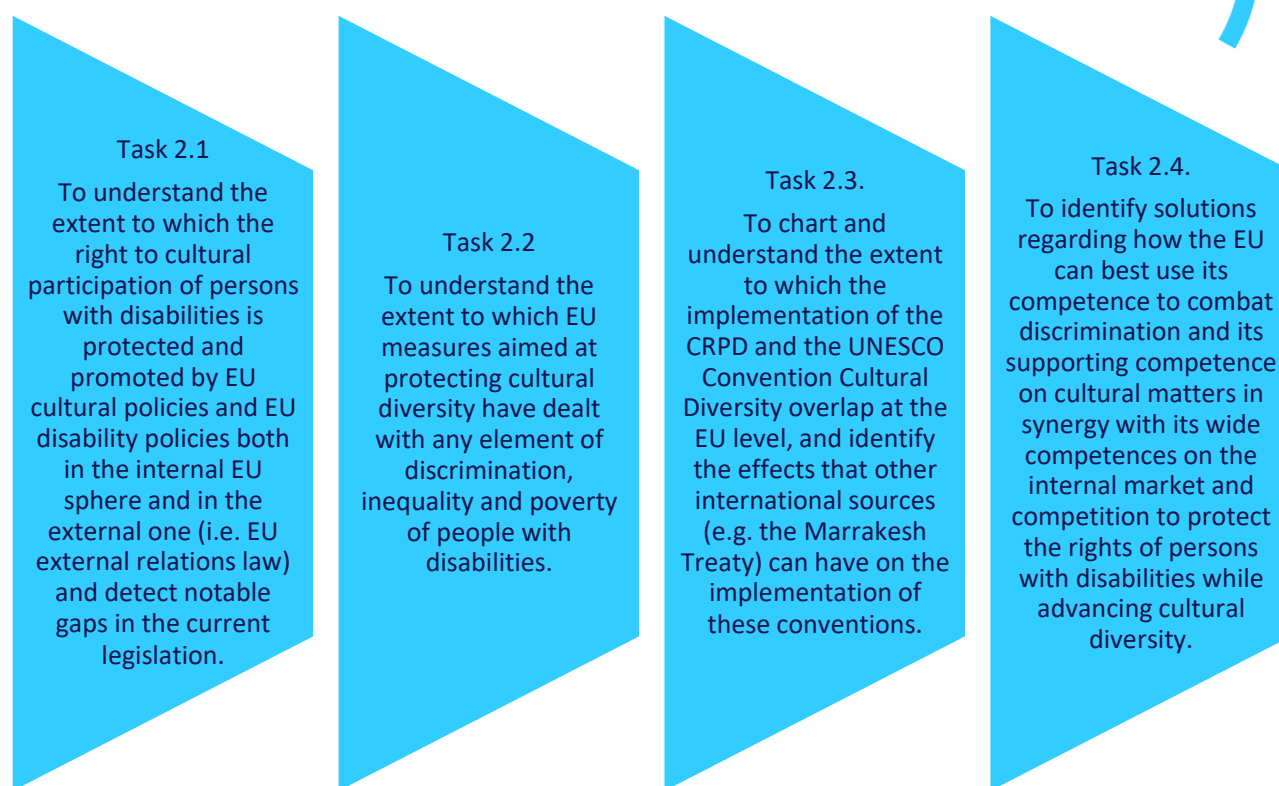 Task 2.1
To understand the
extent to which the
right to cultural
participation of persons
with disabilities is
protected and
promoted by EU
cultural policies and EU
disability policies both
in the internal EU
sphere and in the
external one (i.e. EU
external relations law)
and detect notable
gaps in the current
legislation.
Task 2.2
To understand the
extent to which EU
measures aimed at
protecting cultural
diversity have dealt
with any element of
discrimination,
inequality and poverty
of people with
disabilities.
Task 2.3.
To chart and
understand the extent
to which the
implementation of the
CRPD and the UNESCO
Convention Cultural
Diversity overlap at the
EU level, and identify
the effects that other
international sources
(e.g. the Marrakesh
Treaty) can have on the
implementation of
these conventions.
Task 2.4.
To identify solutions
regarding how the EU
can best use its
competence to combat
discrimination and its
supporting competence
on cultural matters in
synergy with its wide
competences on the
internal market and
competition to protect
the rights of persons
with disabilities while
advancing cultural
diversity.